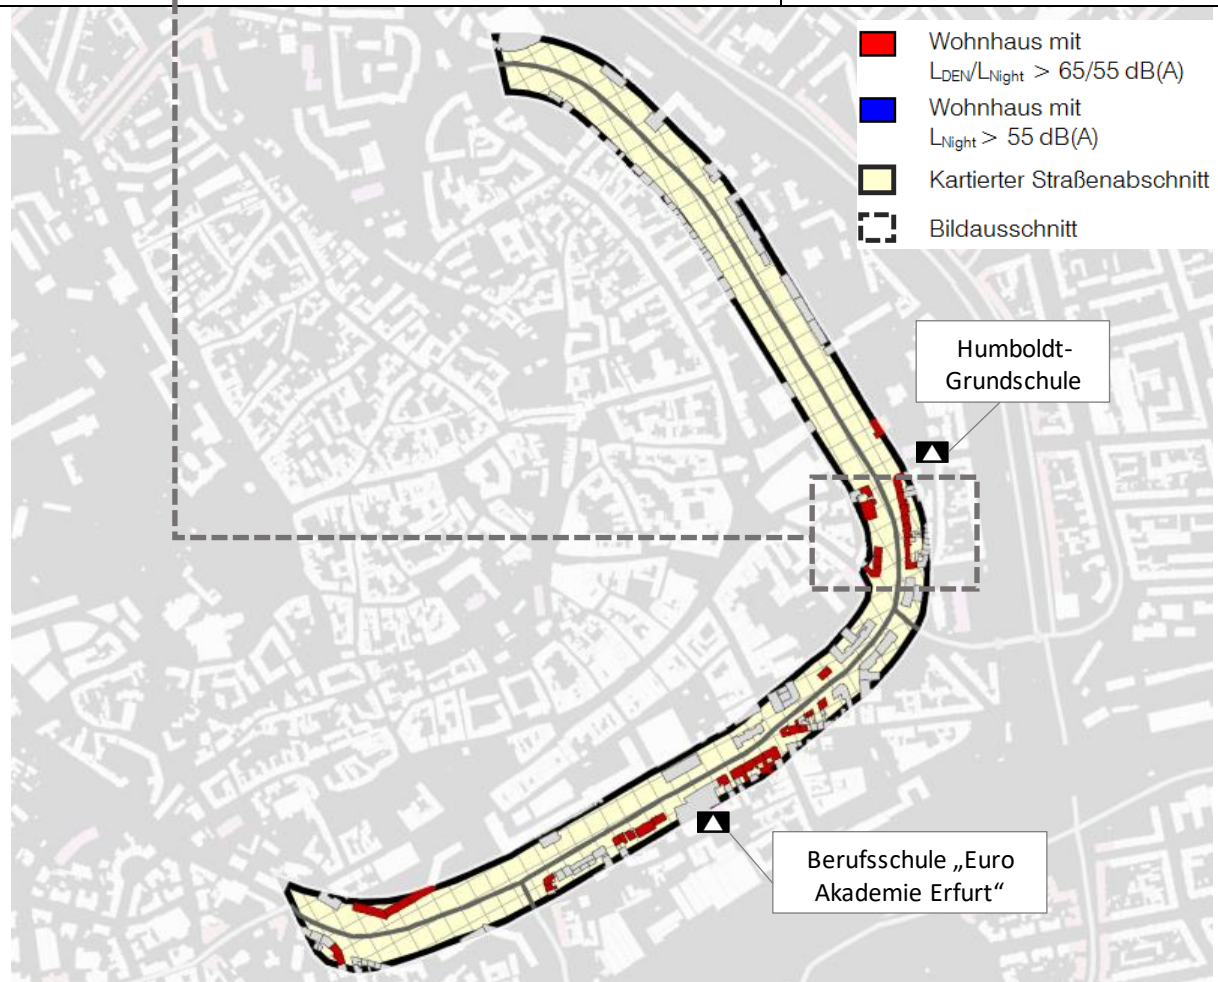 Wohnhaus mit
LDEN/LNight > 65/55 dB(A)
Wohnhaus mit
LNight > 55 dB(A)
Kartierter Straßenabschnitt
Bildausschnitt
Humboldt-
Grundschule
Berufsschule „Euro
Akademie Erfurt“